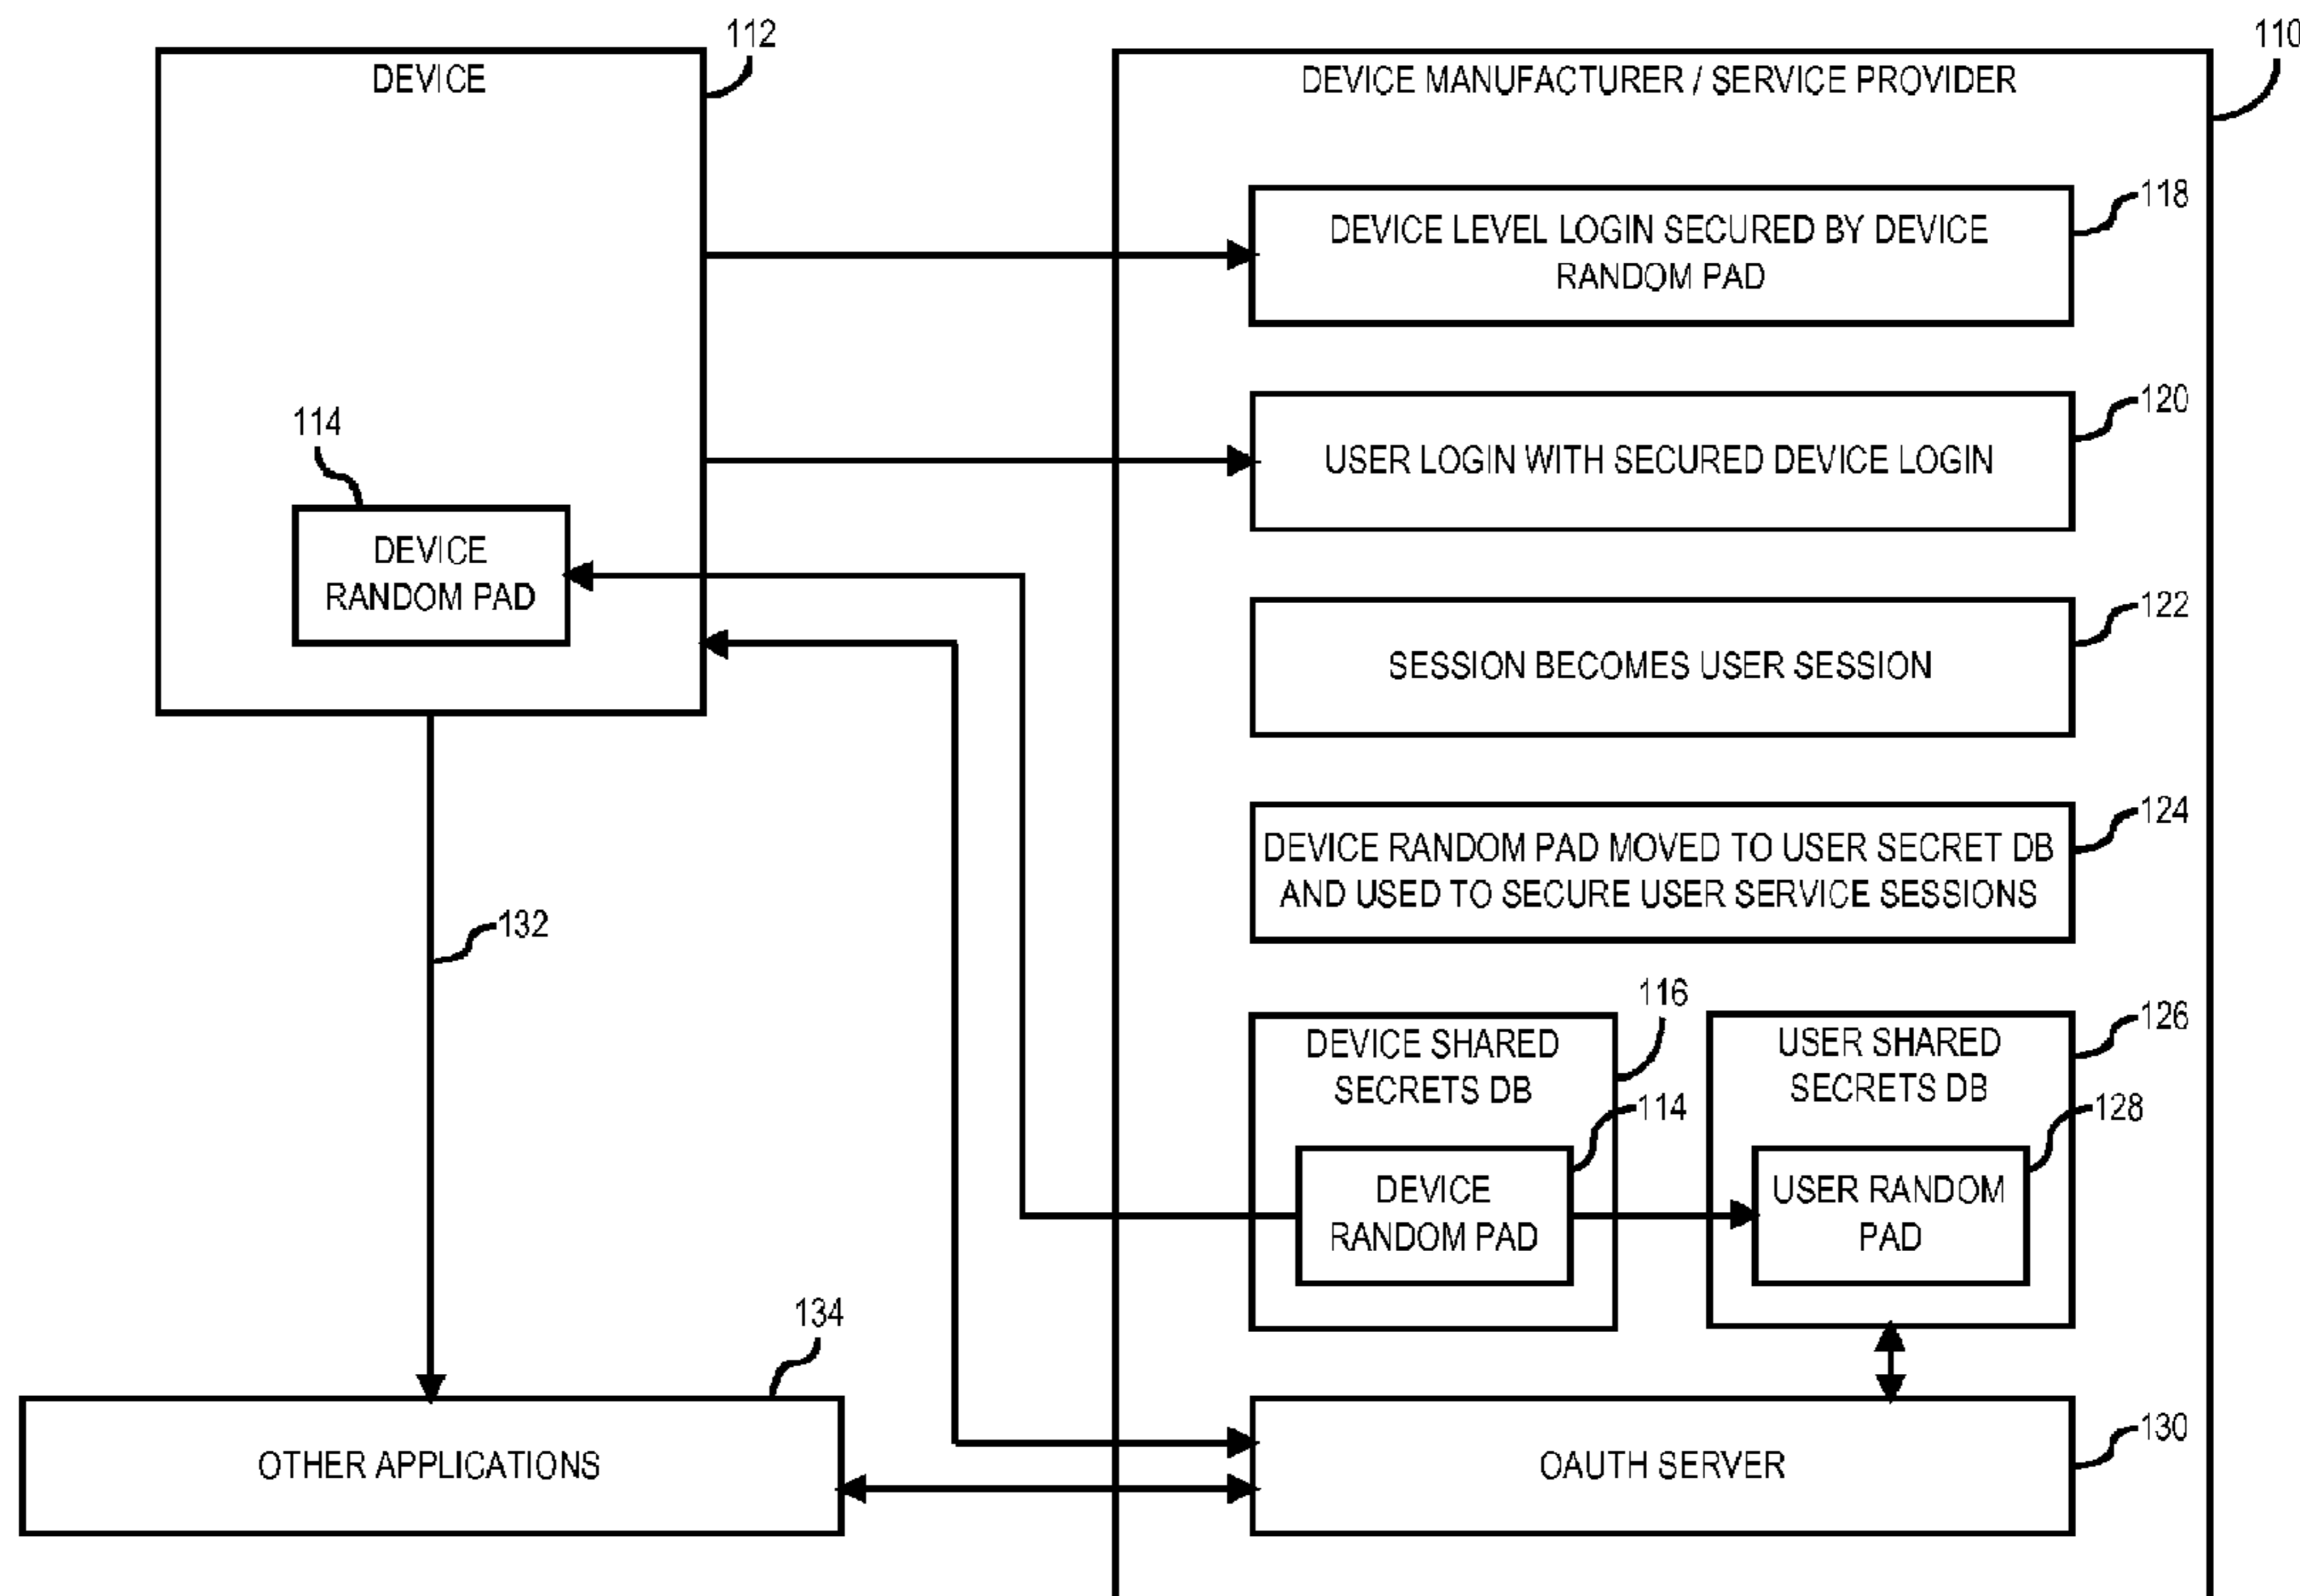 112
DEVICE
110
DEVICE MANUFACTURER / SERVICE PROVIDER
118
DEVICE LEVEL LOGIN SECURED BY DEVICE
RANDOM PAD
120
USER LOGIN WITH SECURED DEVICE LOGIN
114
DEVICE
RANDOM PAD
122
SESSION BECOMES USER SESSION
124
DEVICE RANDOM PAD MOVED TO USER SECRET DB
AND USED TO SECURE USER SERVICE SESSIONS
132
116
DEVICE SHARED
SECRETS DB
114
DEVICE
RANDOM PAD
126
USER SHARED
SECRETS DB
128
USER RANDOM
PAD
134
OTHER APPLICATIONS
130
OAUTH SERVER